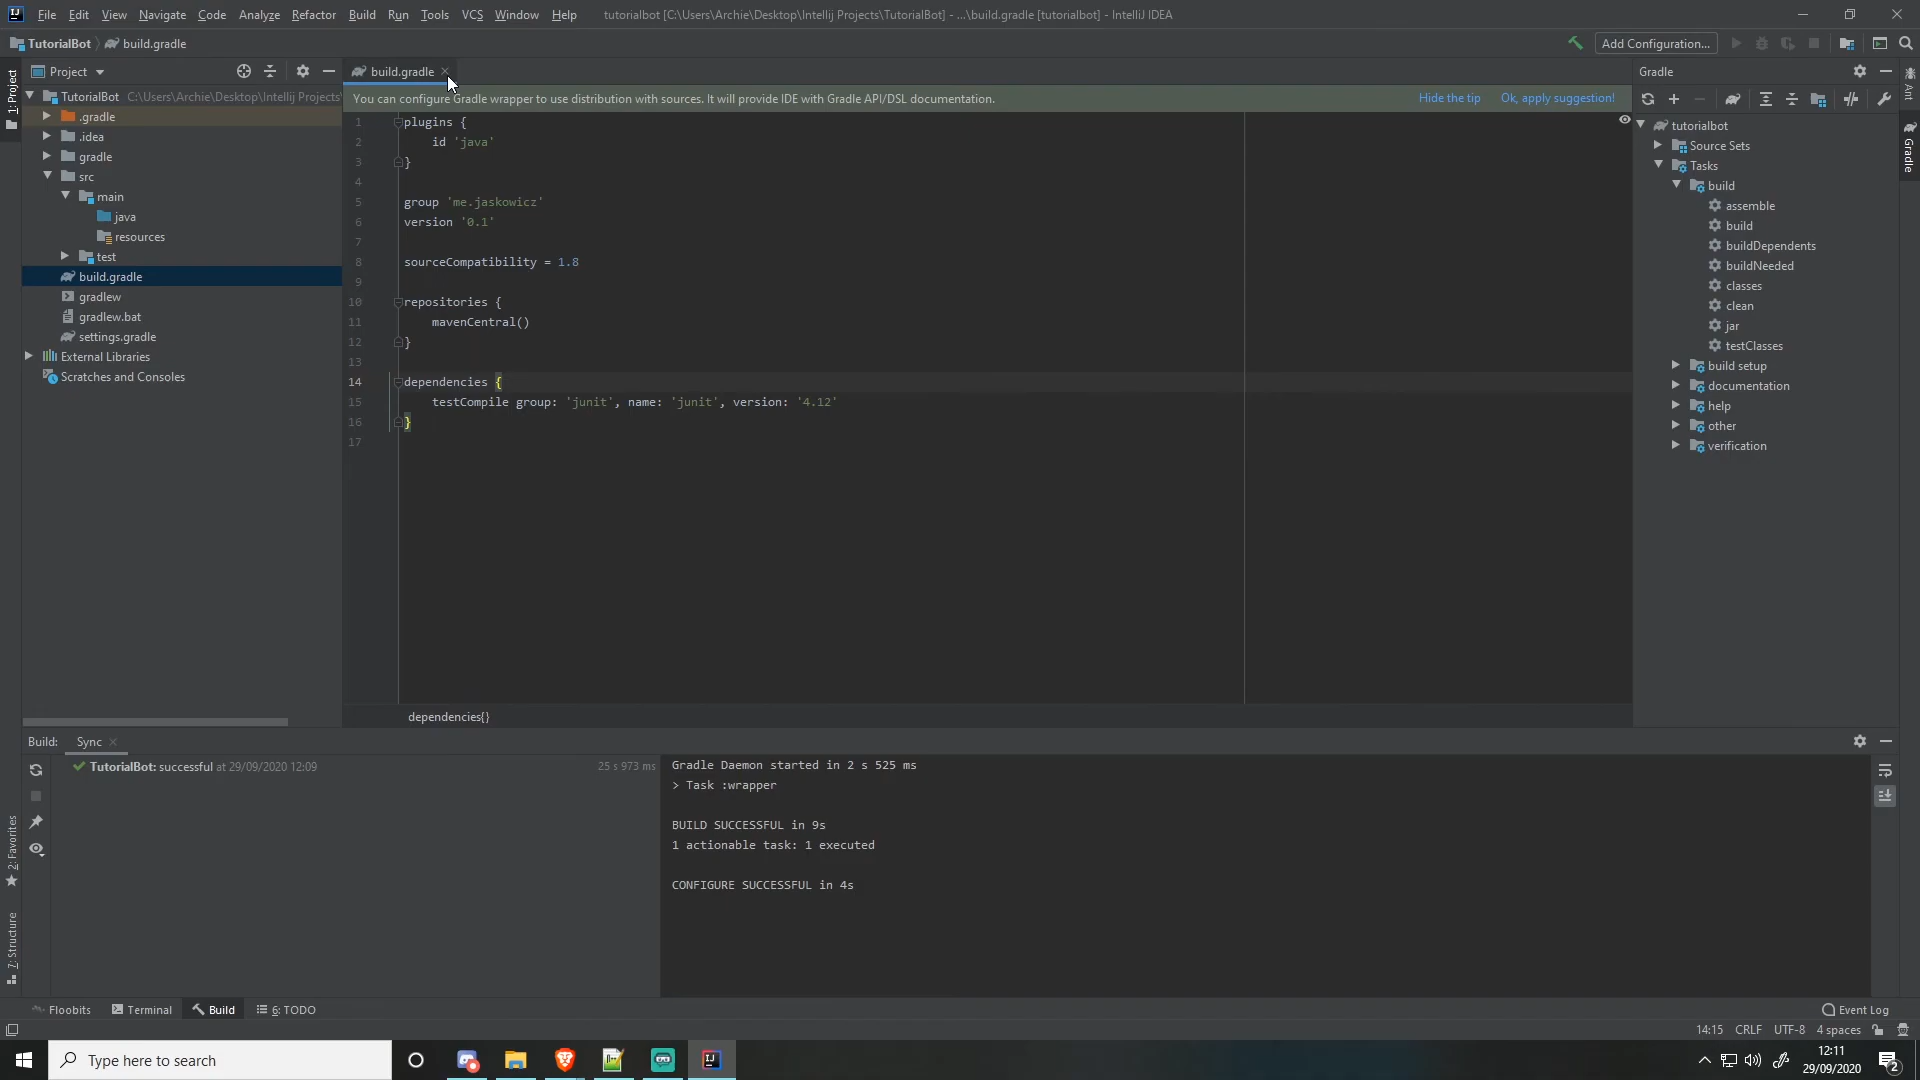 File Edit View Navigate Code Analyze Refactor Build Run Tools VCS Window Help tutorialbot [C:\Users\Archie\Desktop\Intellij Projects\TutorialBot] - ...\build.gradle [tutorialbot] - IntelliJ IDEA
TutorialBot build.gradle
Add Configuration...
1: Project
Project
build.gradle
Gradle
TutorialBot C:\Users\Archie\Desktop\Intellij Projects
.gradle
.idea
gradle
src
main
java
resources
test
build.gradle
gradlew
gradlew.bat
settings.gradle
External Libraries
Scratches and Consoles
You can configure Gradle wrapper to use distribution with sources. It will provide IDE with Gradle API/DSL documentation. Hide the tip Ok, apply suggestion!
1 plugins {
2 id 'java'
3 }
4
5 group 'me.jaskowicz'
6 version '0.1'
7
8 sourceCompatibility = 1.8
9
10 repositories {
11 mavenCentral()
12 }
13
14 dependencies {
15 testCompile group: 'junit', name: 'junit', version: '4.12'
16 }
17
dependencies{}
tutorialbot
Source Sets
Tasks
build
assemble
build
buildDependents
buildNeeded
classes
clean
jar
testClasses
build setup
documentation
help
other
verification
Ant
Gradle
Build: Sync
TutorialBot: successful at 29/09/2020 12:09 25 s 973 ms
Gradle Daemon started in 2 s 525 ms
> Task :wrapper
BUILD SUCCESSFUL in 9s
1 actionable task: 1 executed
CONFIGURE SUCCESSFUL in 4s
2: Favorites
7: Structure
Floobits Terminal Build 6: TODO Event Log
14:15 CRLF UTF-8 4 spaces
Type here to search
12:11
29/09/2020
2